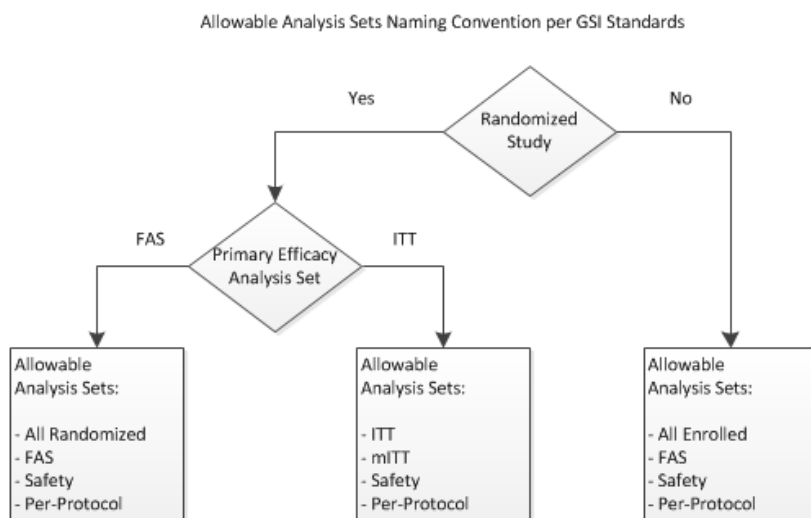 Allowable Analysis Sets Naming Convention per GSI Standards
Yes
No
Randomized
Study
FAS
ITT
Primary Efficacy
Analysis Set
Allowable
Analysis Sets:
- All Randomized
- FAS
- Safety
- Per-Protocol
Allowable
Analysis Sets:
- ITT
- mITT
- Safety
- Per-Protocol
Allowable
Analysis Sets:
- All Enrolled
- FAS
- Safety
- Per-Protocol